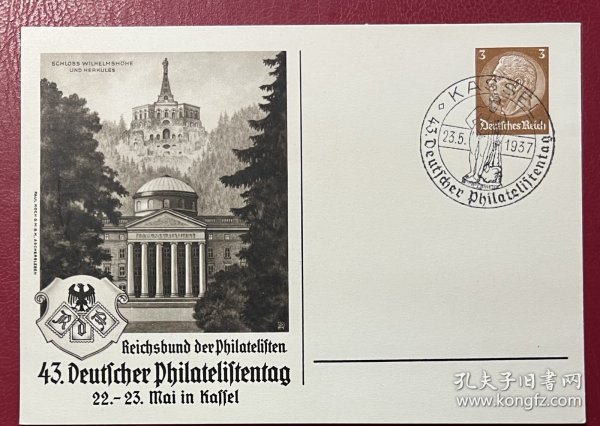 SCHLOSS WILHELMSHÖHE
UND HERKULES
RdP
Reichsbund der Philatelisten
43. Deutscher Philatelistentag
22.-23. Mai in Kassel
3 3
Deutsches Reich
KASSEL
23.5. 1937
43. Deutscher Philatelistentag
孔夫子旧书网
www.kongfz.com